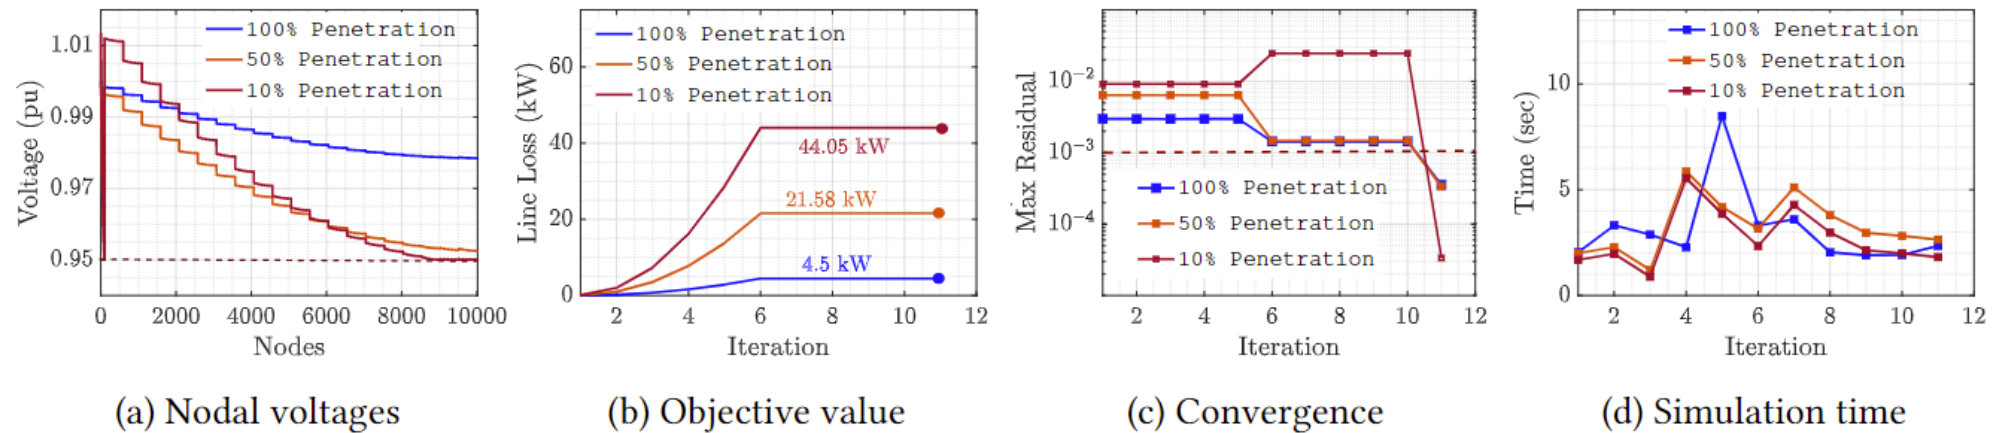 Voltage (pu)
1.01
0.99
0.97
0.95
100% Penetration
50% Penetration
10% Penetration
0 2000 4000 6000 8000 10000
Nodes
(a) Nodal voltages
Line Loss (kW)
60
40
20
0
100% Penetration
50% Penetration
10% Penetration
44.05 kW
21.58 kW
4.5 kW
2 4 6 8 10 12
Iteration
(b) Objective value
Max Residual
10⁻²
10⁻³
10⁻⁴
100% Penetration
50% Penetration
10% Penetration
2 4 6 8 10 12
Iteration
(c) Convergence
Time (sec)
10
5
0
100% Penetration
50% Penetration
10% Penetration
2 4 6 8 10 12
Iteration
(d) Simulation time